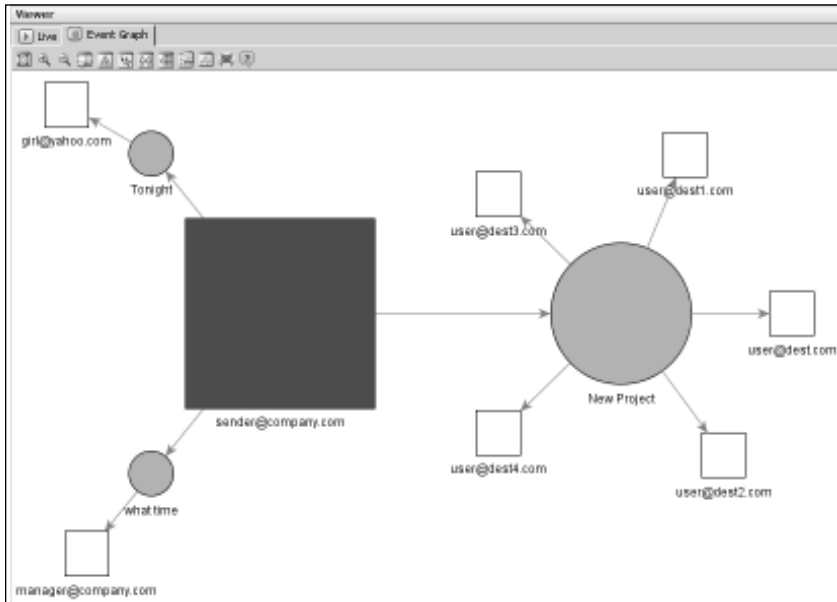 Viewer
Live
Event Graph
girl@yahoo.com
Tonight
user@dest1.com
user@dest3.com
user@dest.com
New Project
sender@company.com
user@dest4.com
user@dest2.com
what time
manager@company.com